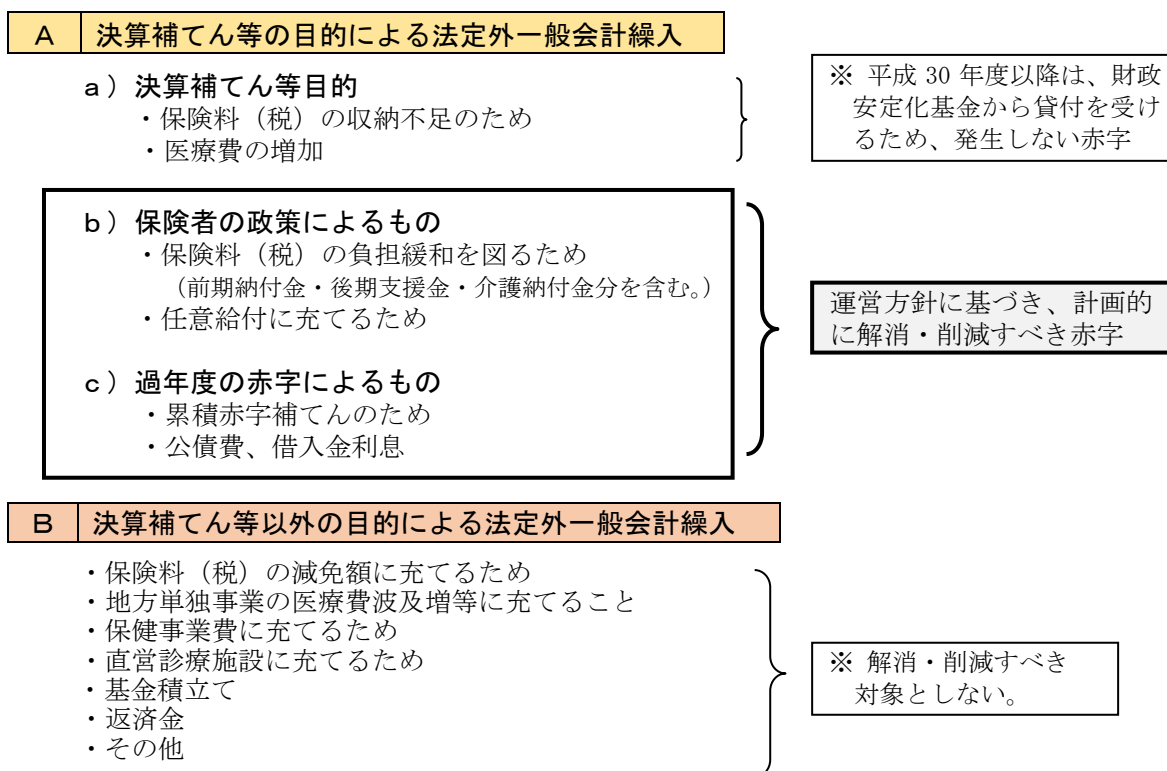 A 決算補てん等の目的による法定外一般会計繰入
a）決算補てん等目的
・保険料（税）の収納不足のため
・医療費の増加
※ 平成 30 年度以降は、財政
安定化基金から貸付を受け
るため、発生しない赤字
b）保険者の政策によるもの
・保険料（税）の負担緩和を図るため
（前期納付金・後期支援金・介護納付金分を含む。）
・任意給付に充てるため
c）過年度の赤字によるもの
・累積赤字補てんのため
・公債費、借入金利息
運営方針に基づき、計画的
に解消・削減すべき赤字
B 決算補てん等以外の目的による法定外一般会計繰入
・保険料（税）の減免額に充てるため
・地方単独事業の医療費波及増等に充てること
・保健事業費に充てるため
・直営診療施設に充てるため
・基金積立て
・返済金
・その他
※ 解消・削減すべき
対象としない。